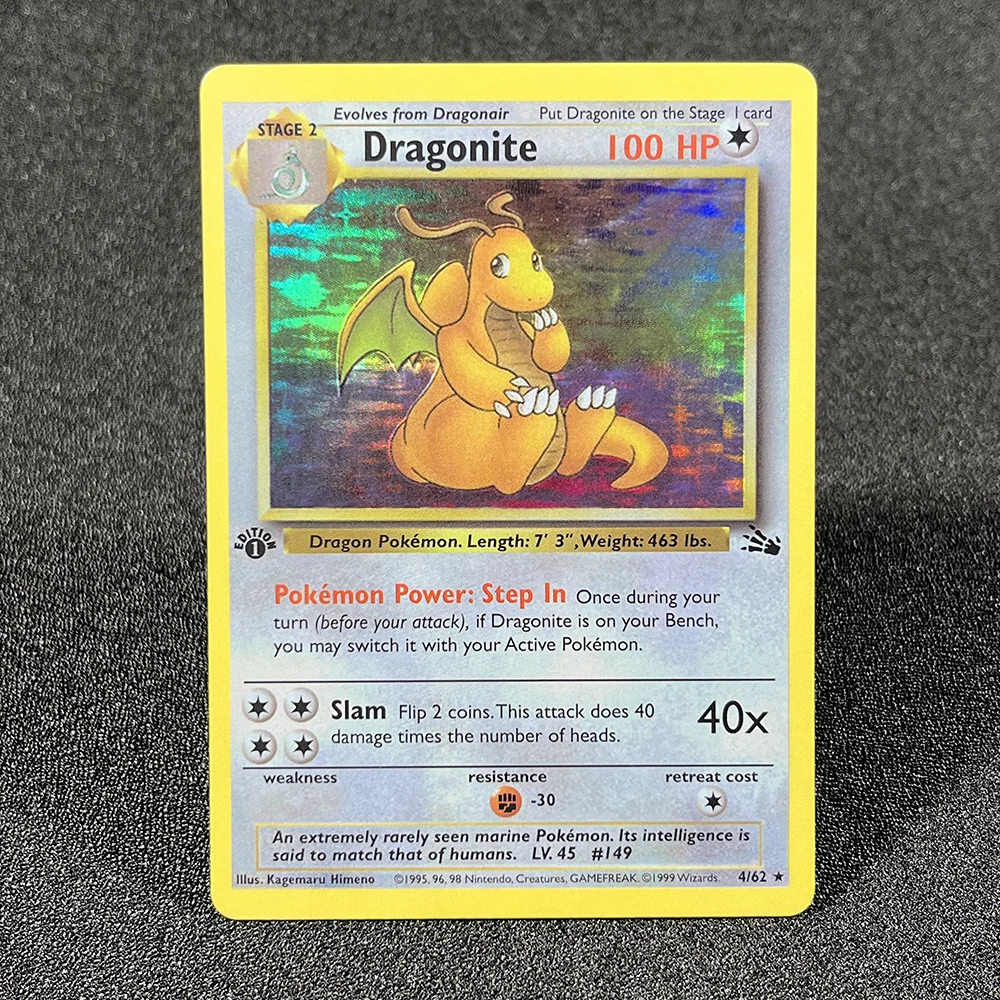 Evolves from Dragonair Put Dragonite on the Stage 1 card
STAGE 2
Dragonite 100 HP
EDITION 1
Dragon Pokémon. Length: 7' 3", Weight: 463 lbs.
Pokémon Power: Step In Once during your
turn (before your attack), if Dragonite is on your Bench,
you may switch it with your Active Pokémon.
Slam Flip 2 coins. This attack does 40
damage times the number of heads.
40x
weakness resistance retreat cost
-30
An extremely rarely seen marine Pokémon. Its intelligence is
said to match that of humans. LV. 45 #149
Illus. Kagemaru Himeno ©1995, 96, 98 Nintendo, Creatures, GAMEFREAK. ©1999 Wizards. 4/62 ★